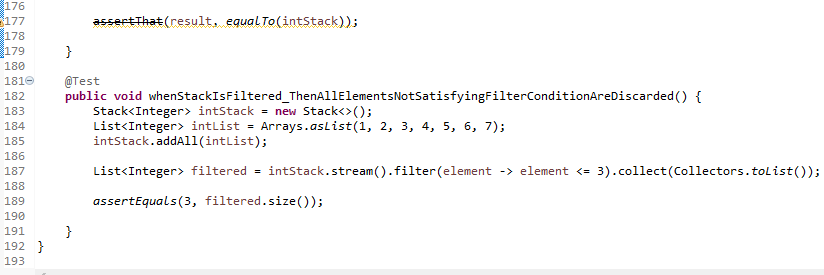 176
177 assertThat(result, equalTo(intStack));
178
179 }
180
181 @Test
182 public void whenStackIsFiltered_ThenAllElementsNotSatisfyingFilterConditionAreDiscarded() {
183 Stack<Integer> intStack = new Stack<>();
184 List<Integer> intList = Arrays.asList(1, 2, 3, 4, 5, 6, 7);
185 intStack.addAll(intList);
186
187 List<Integer> filtered = intStack.stream().filter(element -> element <= 3).collect(Collectors.toList());
188
189 assertEquals(3, filtered.size());
190
191 }
192 }
193